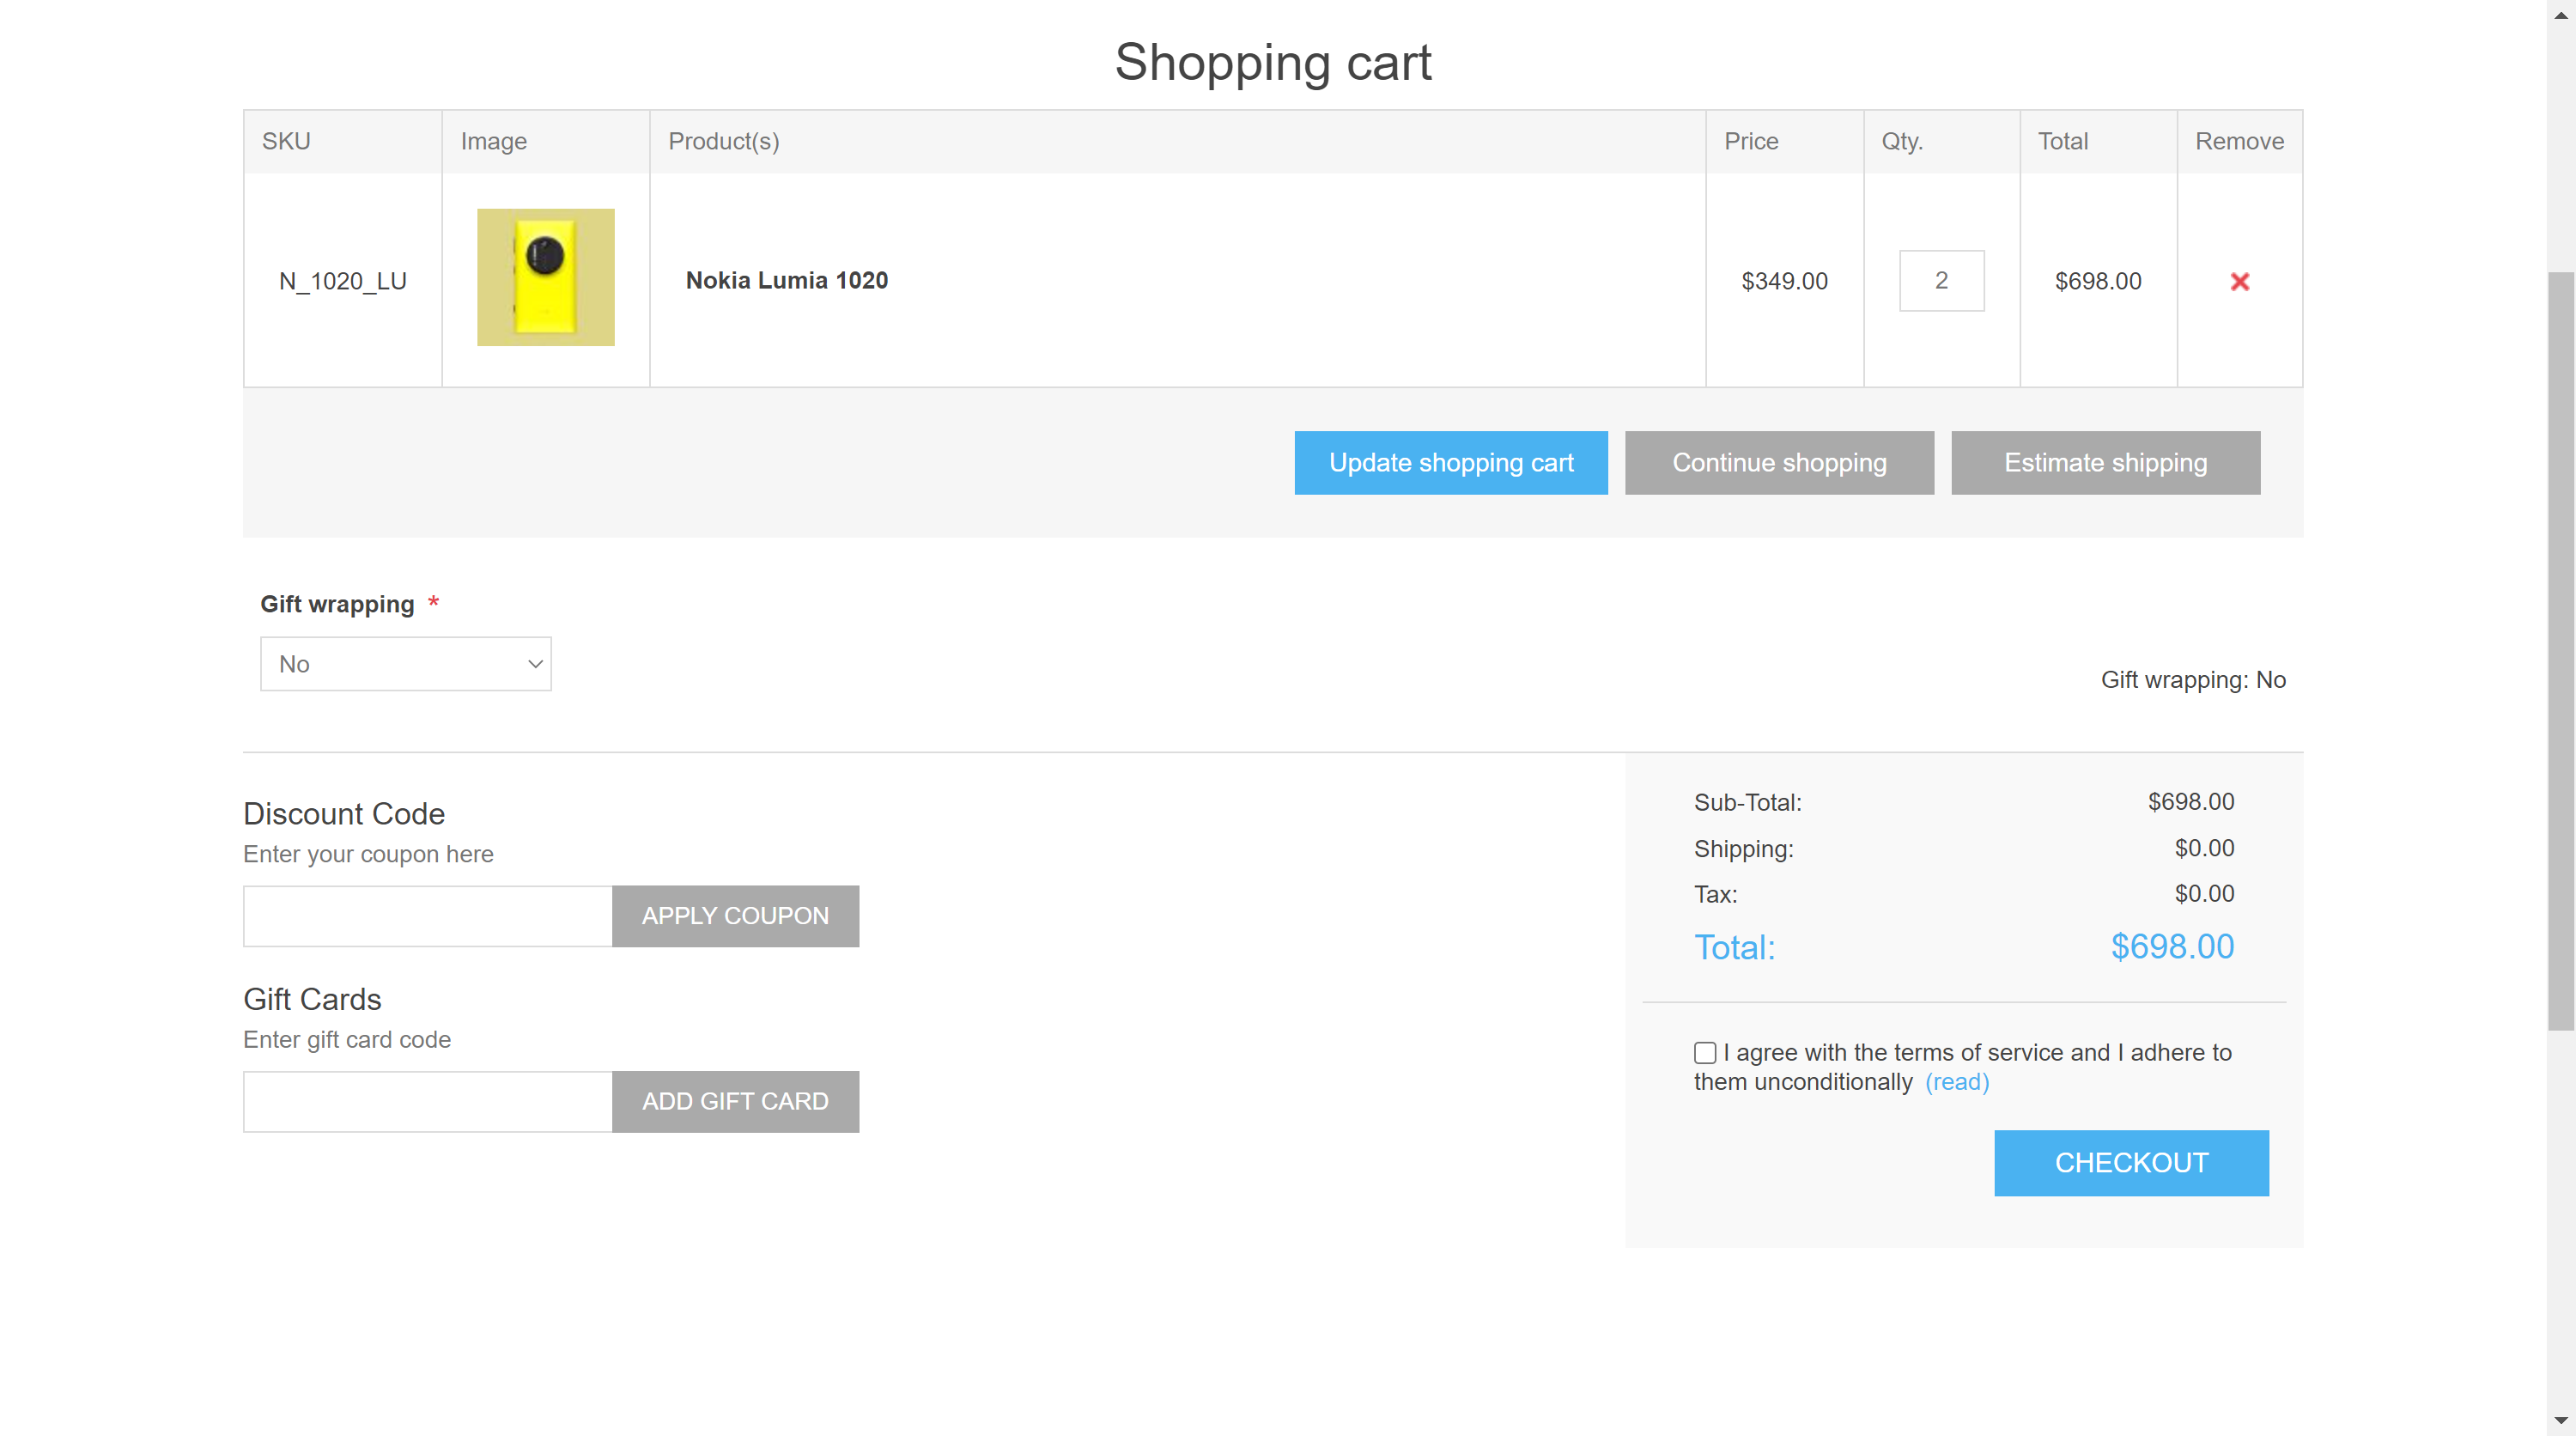 Shopping cart
SKU Image Product(s) Price Qty. Total Remove
N_1020_LU Nokia Lumia 1020 $349.00 2 $698.00
Update shopping cart Continue shopping Estimate shipping
Gift wrapping *
No
Gift wrapping: No
Discount Code
Enter your coupon here
APPLY COUPON
Gift Cards
Enter gift card code
ADD GIFT CARD
Sub-Total: $698.00
Shipping: $0.00
Tax: $0.00
Total: $698.00
I agree with the terms of service and I adhere to
them unconditionally (read)
CHECKOUT